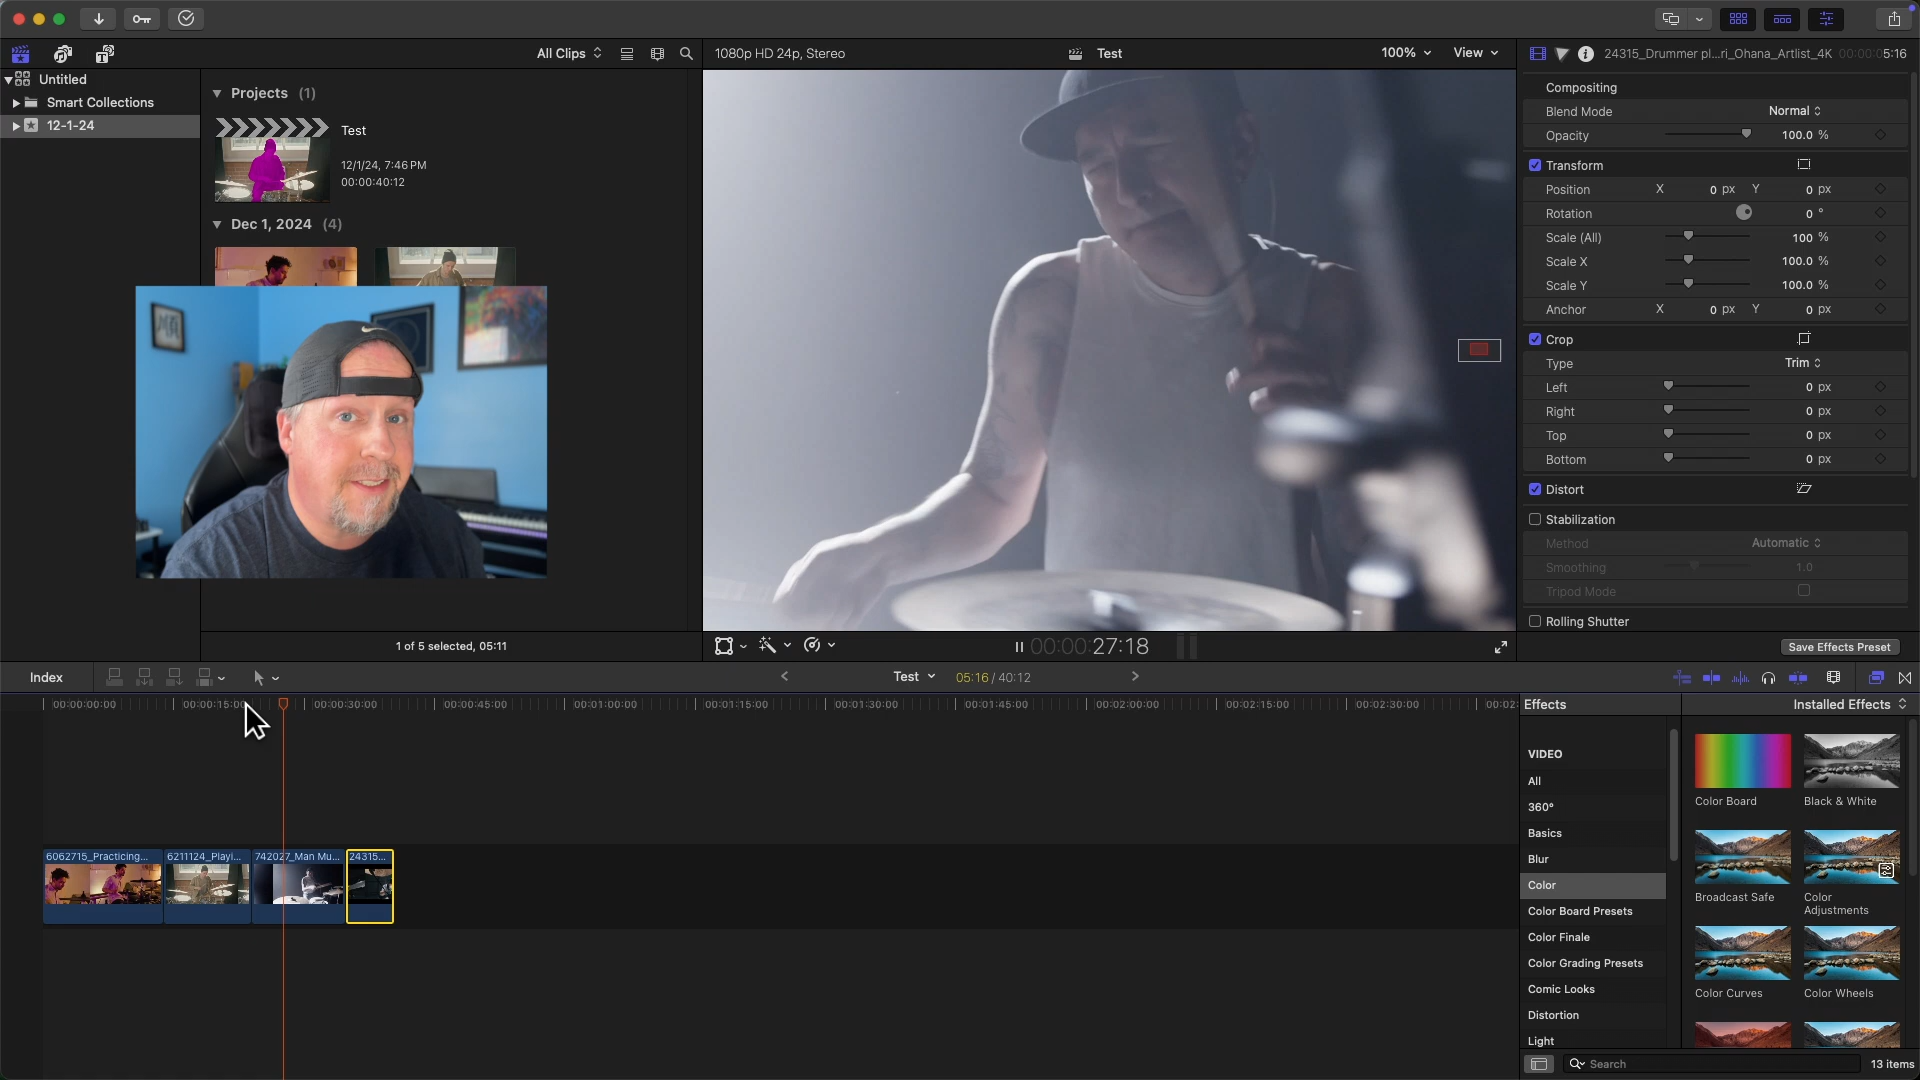 All Clips
1080p HD 24p, Stereo
Test
100%
View
24315_Drummer pl...ri_Ohana_Artlist_4K
00:00:05:16
Untitled
Smart Collections
12-1-24
Projects (1)
Test
12/1/24, 7:46 PM
00:00:40:12
Dec 1, 2024 (4)
1 of 5 selected, 05:11
00:00:27:18
Compositing
Blend Mode Normal
Opacity 100.0 %
Transform
Position X 0 px Y 0 px
Rotation 0 °
Scale (All) 100 %
Scale X 100.0 %
Scale Y 100.0 %
Anchor X 0 px Y 0 px
Crop
Type Trim
Left 0 px
Right 0 px
Top 0 px
Bottom 0 px
Distort
Stabilization
Method Automatic
Smoothing 1.0
Tripod Mode
Rolling Shutter
Save Effects Preset
Index
Test
05:16 / 40:12
00:00:00:00 00:00:15:00 00:00:30:00 00:00:45:00 00:01:00:00 00:01:15:00 00:01:30:00 00:01:45:00 00:02:00:00 00:02:15:00 00:02:30:00 00:02:
6062715_Practicing... 6211124_Playi... 742027_Man Mu... 24315...
Effects
Installed Effects
VIDEO
All
360°
Basics
Blur
Color
Color Board Presets
Color Finale
Color Grading Presets
Comic Looks
Distortion
Light
Color Board
Black & White
Broadcast Safe
Color
Adjustments
Color Curves
Color Wheels
Search
13 items